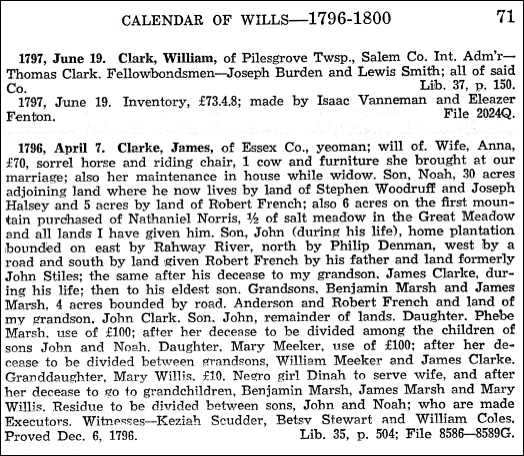 CALENDAR OF WILLS—1796-1800 71
1797, June 19. Clark, William, of Pilesgrove Twsp., Salem Co. Int. Adm'r—
Thomas Clark. Fellowbondsmen—Joseph Burden and Lewis Smith; all of said
Co. Lib. 37, p. 150.
1797, June 19. Inventory, £73.4.8; made by Isaac Vanneman and Eleazer
Fenton. File 2024Q.
1796, April 7. Clarke, James, of Essex Co., yeoman; will of. Wife, Anna,
£70, sorrel horse and riding chair, 1 cow and furniture she brought at our
marriage; also her maintenance in house while widow. Son, Noah, 30 acres
adjoining land where he now lives by land of Stephen Woodruff and Joseph
Halsey and 5 acres by land of Robert French; also 6 acres on the first moun-
tain purchased of Nathaniel Norris, ½ of salt meadow in the Great Meadow
and all lands I have given him. Son, John (during his life), home plantation
bounded on east by Rahway River, north by Philip Denman, west by a
road and south by land given Robert French by his father and land formerly
John Stiles; the same after his decease to my grandson, James Clarke, dur-
ing his life; then to his eldest son. Grandsons, Benjamin Marsh and James
Marsh, 4 acres bounded by road. Anderson and Robert French and land of
my grandson, John Clark. Son, John, remainder of lands. Daughter, Phebe
Marsh, use of £100; after her decease to be divided among the children of
sons John and Noah. Daughter, Mary Meeker, use of £100; after her de-
cease to be divided between grandsons, William Meeker and James Clarke.
Granddaughter, Mary Willis, £10. Negro girl Dinah to serve wife, and after
her decease to go to grandchildren, Benjamin Marsh, James Marsh and Mary
Willis. Residue to be divided between sons, John and Noah; who are made
Executors. Witnesses—Keziah Scudder, Betsy Stewart and William Coles.
Proved Dec. 6, 1796. Lib. 35, p. 504; File 8586—8589G.